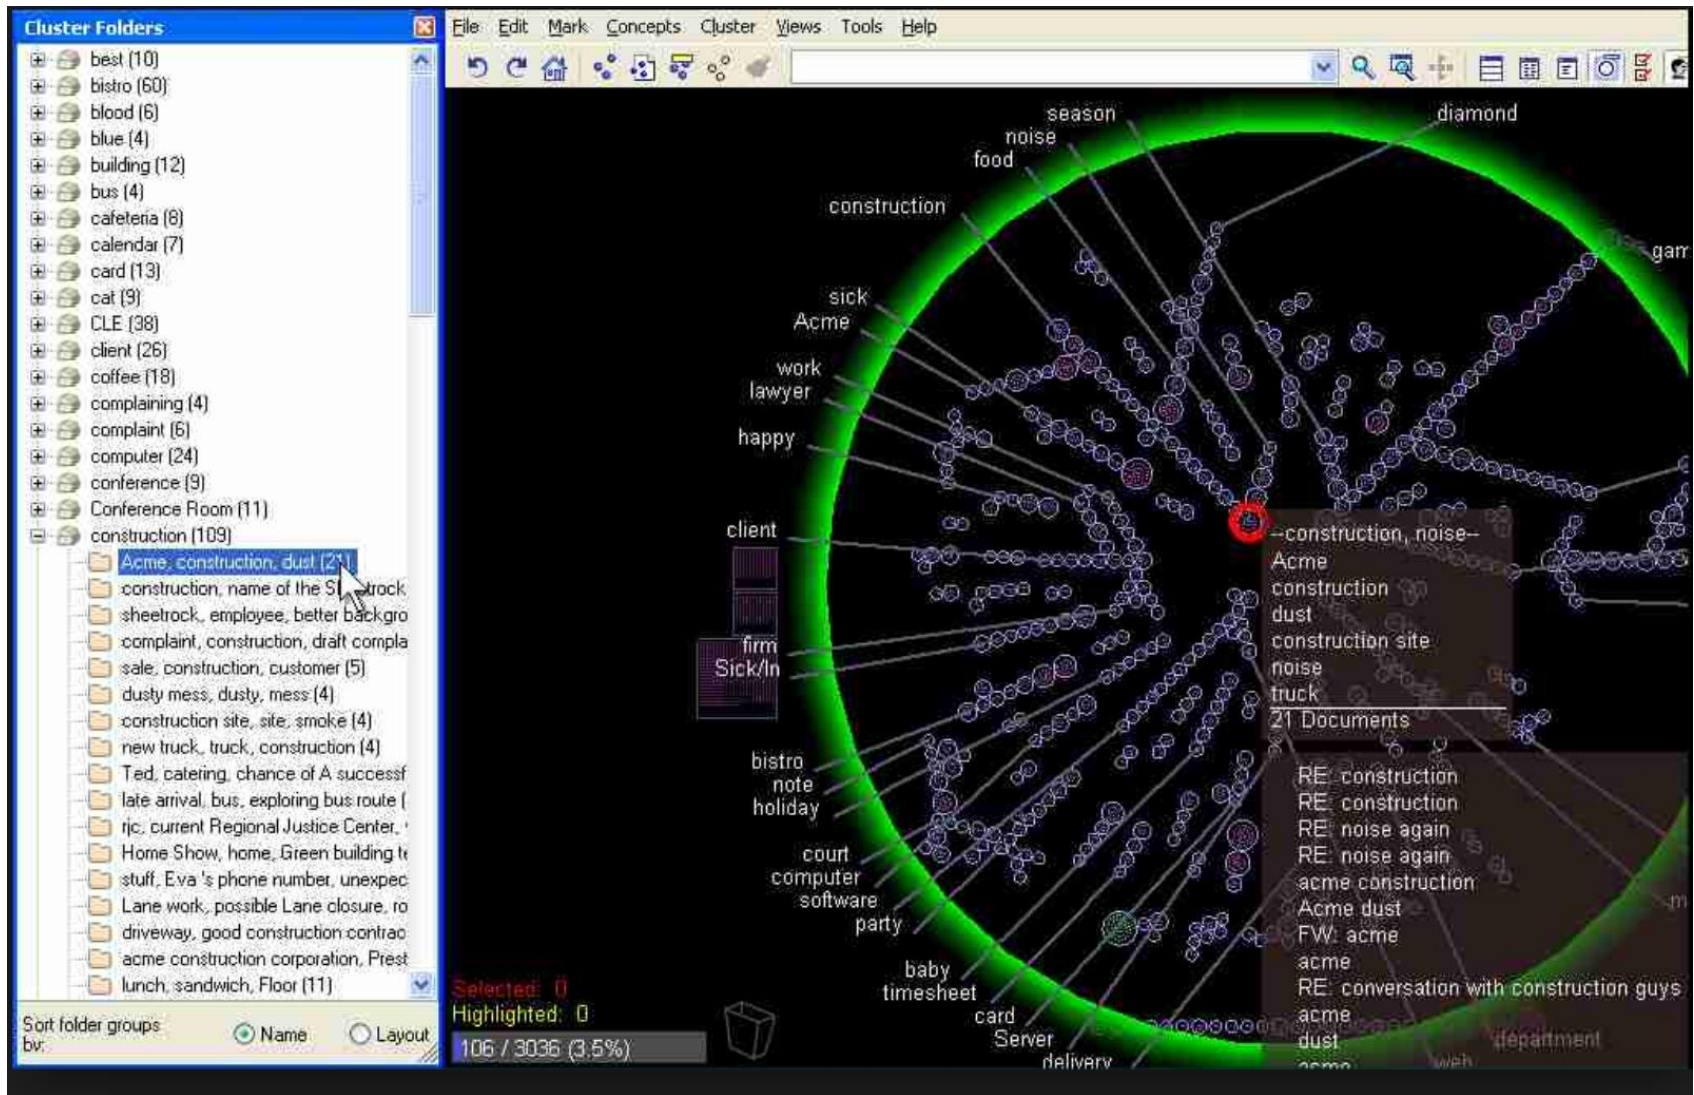 Cluster Folders
best (10)
bistro (60)
blood (6)
blue (4)
building (12)
bus (4)
cafeteria (8)
calendar (7)
card (13)
cat (9)
CLE (38)
client (26)
coffee (18)
complaining (4)
complaint (6)
computer (24)
conference (9)
Conference Room (11)
construction (109)
Acme, construction, dust (21)
construction, name of the
sheetrock, employee, better backgro
complaint, construction, draft compla
sale, construction, customer (5)
dusty mess, dusty, mess (4)
construction site, site, smoke (4)
new truck, truck, construction (4)
Ted, catering, chance of A successf
late arrival, bus, exploring bus route (
rjc, current Regional Justice Center,
Home Show, home, Green building te
stuff, Eva 's phone number, unexpec
Lane work, possible Lane closure, ro
driveway, good construction contrac
acme construction corporation, Prest
lunch, sandwich, Floor (11)
Sort folder groups by:
Name
Layout
File Edit Mark Concepts Cluster Views Tools Help
season
diamond
noise
food
construction
gam
sick
Acme
work
lawyer
happy
client
firm
Sick/In
bistro
note
holiday
court
computer
software
party
baby
timesheet
card
Server
delivery
--construction, noise--
Acme
construction
dust
construction site
noise
truck
21 Documents
RE: construction
RE: construction
RE: noise again
RE: noise again
acme construction
Acme dust
FW: acme
acme
RE: conversation with construction guys
acme
dust
acme
department
web
m
Selected: 0
Highlighted: 0
106 / 3036 (3.5%)